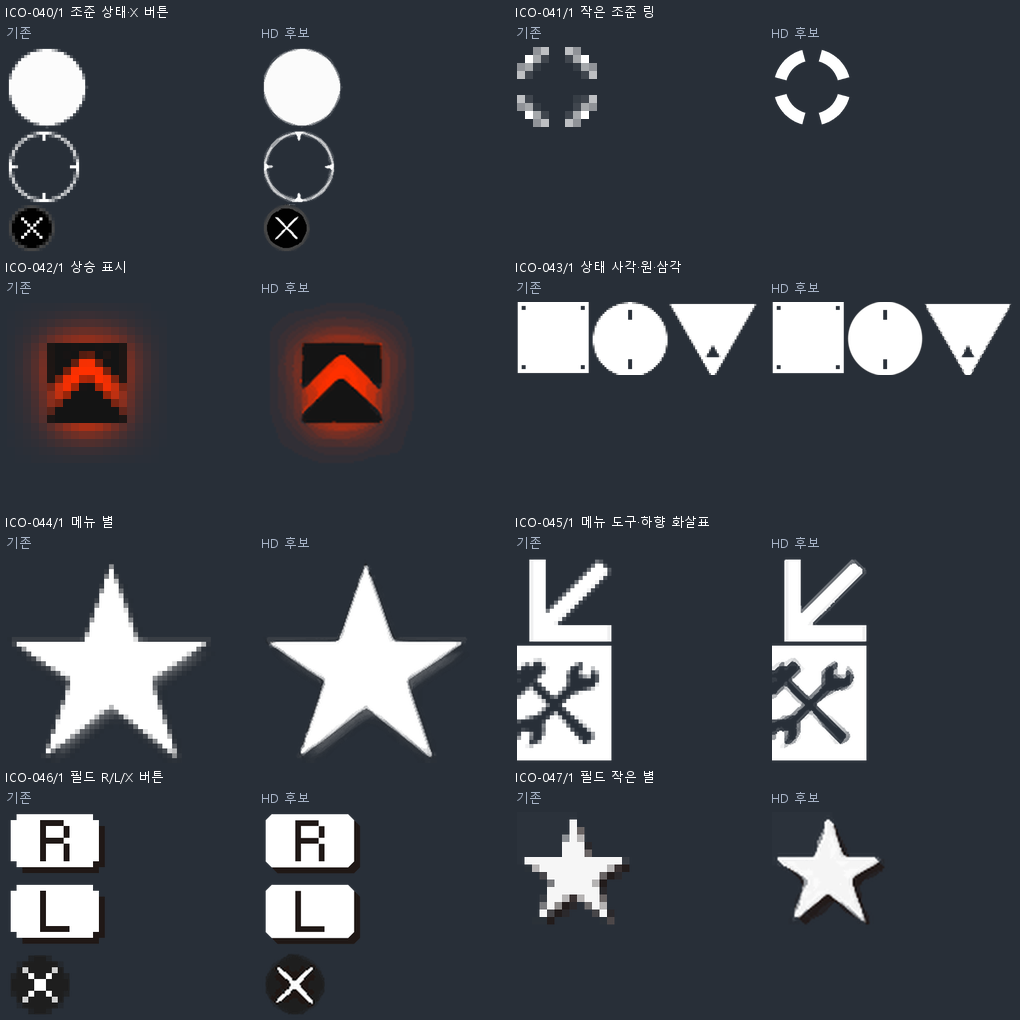 ICO-040/1 조준 상태·X 버튼
기존
HD 후보
ICO-041/1 작은 조준 링
기존
HD 후보
ICO-042/1 상승 표시
기존
HD 후보
ICO-043/1 상태 사각·원·삼각
기존
HD 후보
ICO-044/1 메뉴 별
기존
HD 후보
ICO-045/1 메뉴 도구·하향 화살표
기존
HD 후보
ICO-046/1 필드 R/L/X 버튼
기존
HD 후보
R
R
L
L
ICO-047/1 필드 작은 별
기존
HD 후보